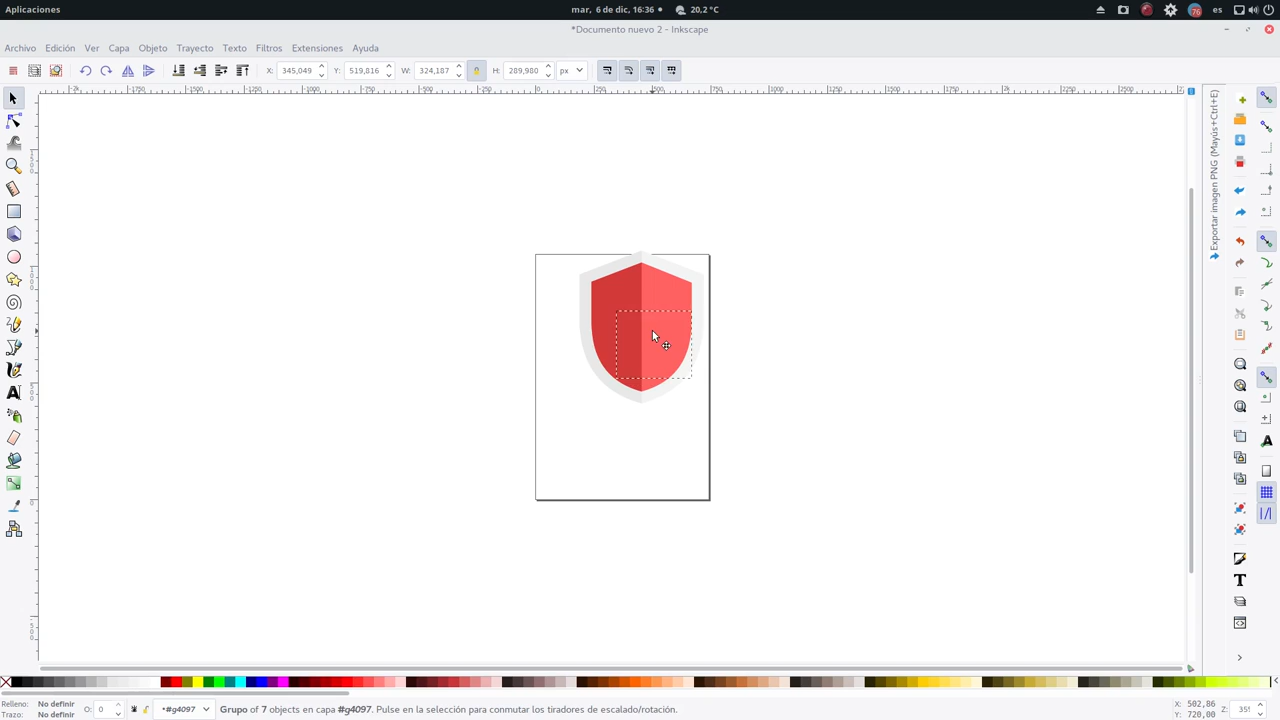 Aplicaciones
mar, 6 de dic, 16:36
20,2 °C
76
es
*Documento nuevo 2 - Inkscape
Archivo Edición Ver Capa Objeto Trayecto Texto Filtros Extensiones Ayuda
X: 345,049 Y: 519,816 W: 324,187 H: 289,980 px
Exportar imagen PNG (Mayús+Ctrl+E)
Relleno: No definir
Trazo: No definir
O: 0
•#g4097
Grupo of 7 objects en capa #g4097. Pulse en la selección para conmutar los tiradores de escalado/rotación.
X: 502,86
Y: 720,00
Z: 35